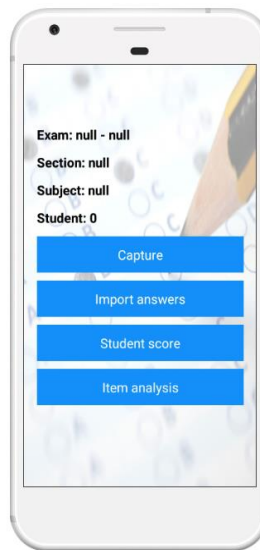 Exam: null - null
Section: null
Subject: null
Student: 0
Capture
Import answers
Student score
Item analysis